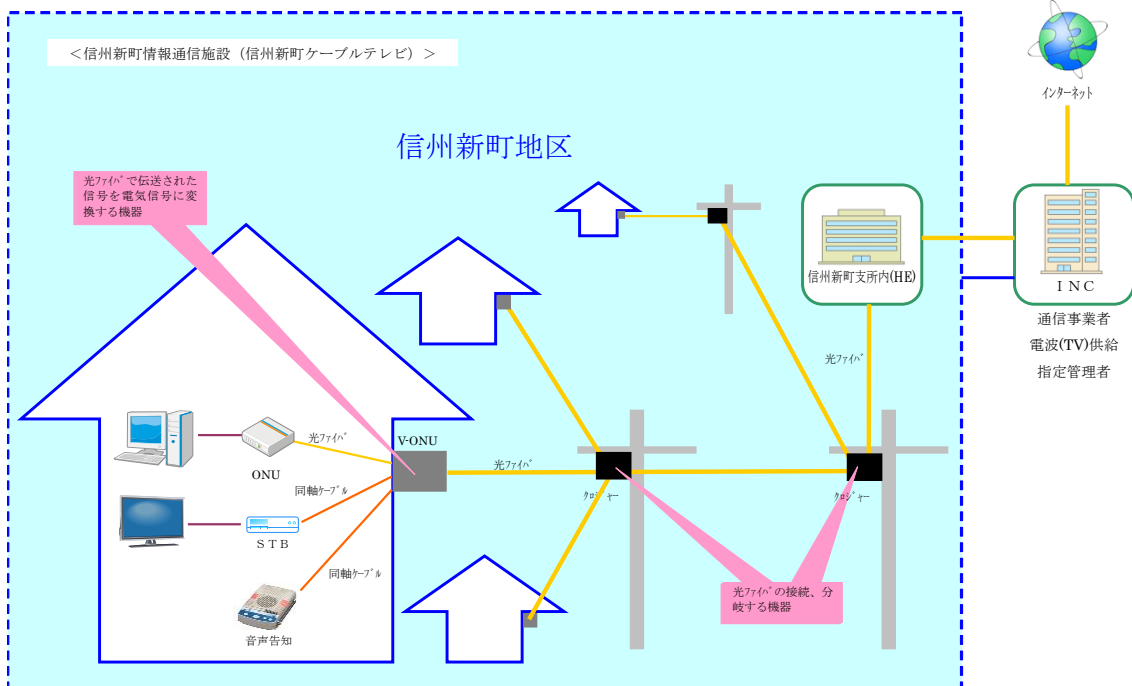 ＜信州新町情報通信施設（信州新町ケーブルテレビ）＞
信州新町地区
インターネット
光ﾌｧｲﾊﾞで伝送された
信号を電気信号に変
換する機器
信州新町支所内(HE)
ＩＮＣ
通信事業者
電波(TV)供給
指定管理者
光ﾌｧｲﾊﾞ
V-ONU
光ﾌｧｲﾊﾞ
光ﾌｧｲﾊﾞ
ONU
同軸ｹｰﾌﾞﾙ
ｸﾛｼﾞｬｰ
ｸﾛｼﾞｬｰ
ＳＴＢ
同軸ｹｰﾌﾞﾙ
光ﾌｧｲﾊﾞの接続、分
岐する機器
音声告知